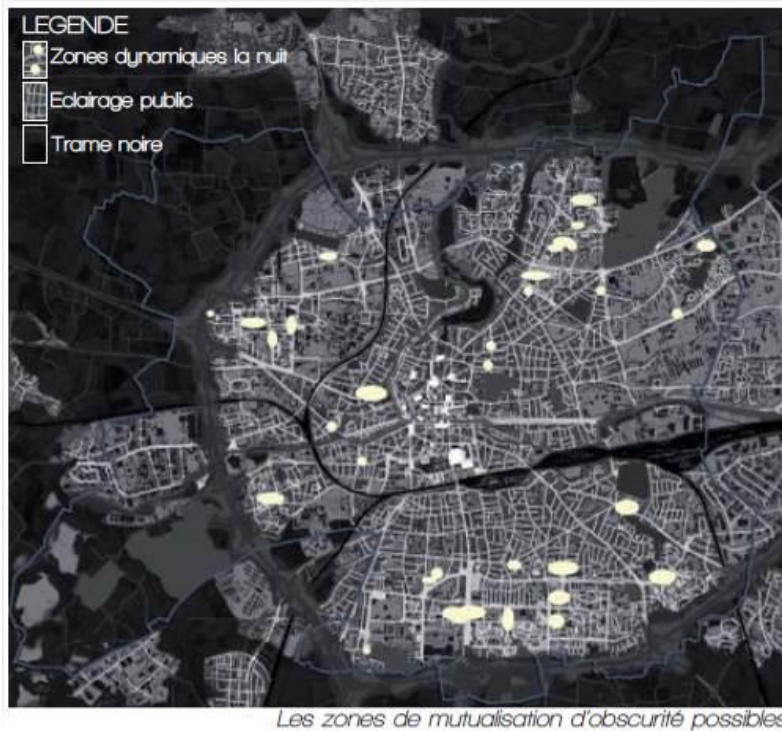 LEGENDE
Zones dynamiques la nuit
Eclairage public
Trame noire
Les zones de mutualisation d'obscurité possibles